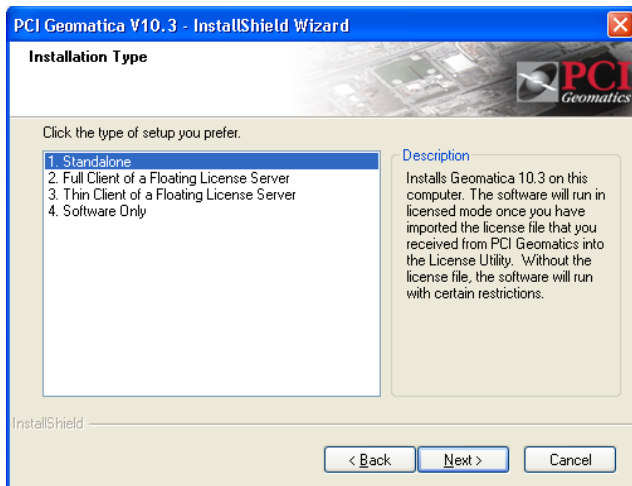 PCI Geomatica V10.3 - InstallShield Wizard
Installation Type
PCI
Geomatics
Click the type of setup you prefer.
1. Standalone
2. Full Client of a Floating License Server
3. Thin Client of a Floating License Server
4. Software Only
Description
Installs Geomatica 10.3 on this
computer. The software will run in
licensed mode once you have
imported the license file that you
received from PCI Geomatics into
the License Utility.  Without the
license file, the software will run
with certain restrictions.
InstallShield
< Back
Next >
Cancel